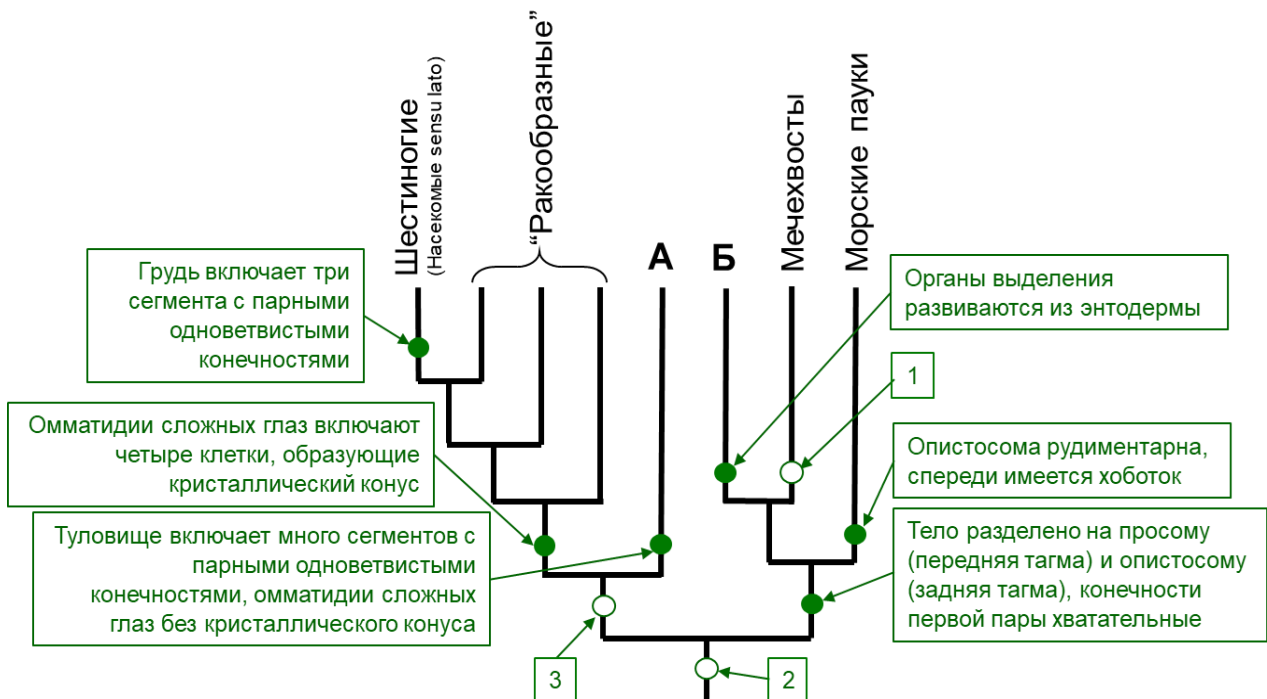 Шестиногие
(Насекомые sensu lato)
“Ракообразные”
А
Б
Мечехвосты
Морские пауки
Грудь включает три
сегмента с парными
одноветвистыми
конечностями
Омматидии сложных глаз включают
четыре клетки, образующие
кристаллический конус
Туловище включает много сегментов с
парными одноветвистыми
конечностями, омматидии сложных
глаз без кристаллического конуса
3
2
Органы выделения
развиваются из энтодермы
1
Опистосома рудиментарна,
спереди имеется хоботок
Тело разделено на просому
(передняя тагма) и опистосому
(задняя тагма), конечности
первой пары хватательные